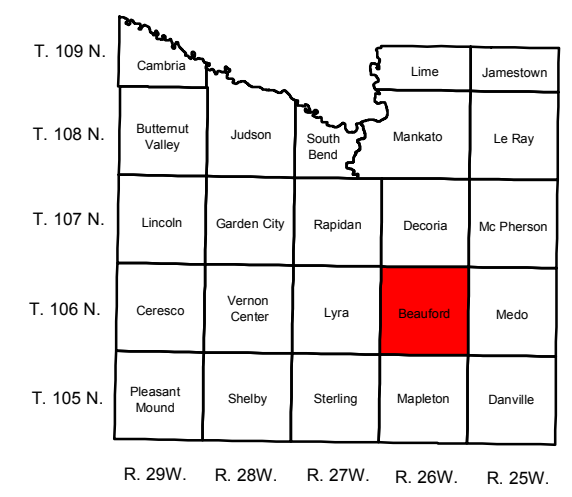 T. 109 N.
Cambria
Lime
Jamestown
T. 108 N.
Butternut
Valley
Judson
South
Bend
Mankato
Le Ray
T. 107 N.
Lincoln
Garden City
Rapidan
Decoria
Mc Pherson
T. 106 N.
Ceresco
Vernon
Center
Lyra
Beauford
Medo
T. 105 N.
Pleasant
Mound
Shelby
Sterling
Mapleton
Danville
R. 29W.
R. 28W.
R. 27W.
R. 26W.
R. 25W.